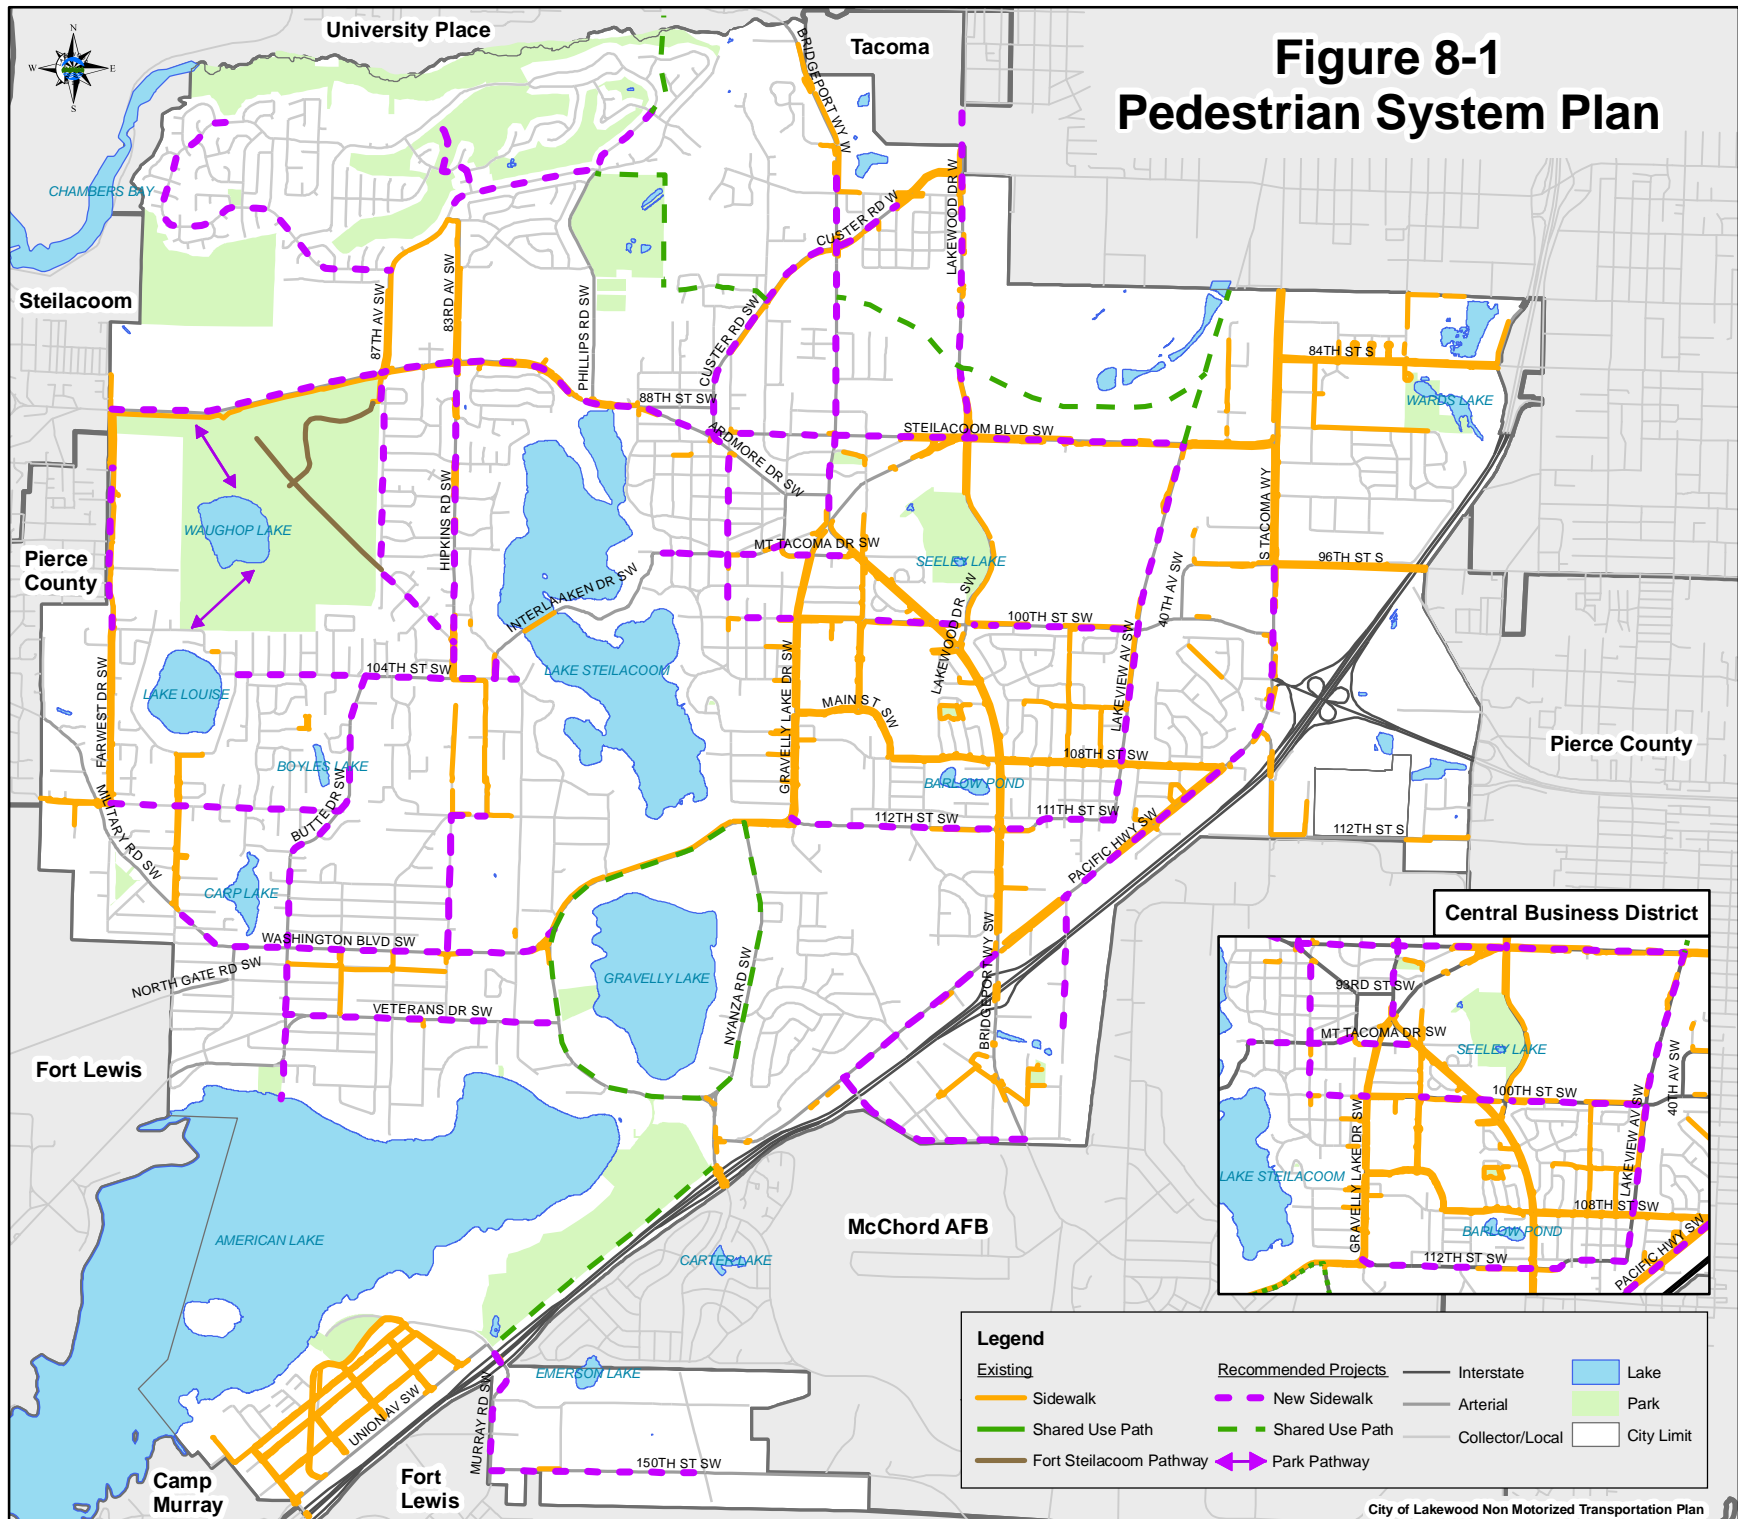 Figure 8-1
Pedestrian System Plan
University Place
Tacoma
N
W
E
S
BRIDGEPORT WY W
CHAMBERS BAY
CUSTER RD W
LAKEWOOD DR W
Steilacoom
87TH AV SW
83RD AV SW
PHILLIPS RD SW
CUSTER RD SW
84TH ST S
88TH ST SW
WARDS LAKE
ARDMORE DR SW
STEILACOOM BLVD SW
WAUGHOP LAKE
HIPKINS RD SW
S TACOMA WY
MT TACOMA DR SW
SEELEY LAKE
96TH ST S
Pierce
County
INTERLAAKEN DR SW
40TH AV SW
100TH ST SW
104TH ST SW
LAKE STEILACOOM
LAKEWOOD DR SW
LAKEVIEW AV SW
LAKE LOUISE
FARWEST DR SW
GRAVELLY LAKE DR SW
MAIN ST SW
BOYLES LAKE
108TH ST SW
Pierce County
BARLOW POND
MILITARY RD SW
BUTTE DR SW
112TH ST SW
111TH ST SW
PACIFIC HWY SW
112TH ST S
CARP LAKE
WASHINGTON BLVD SW
NORTH GATE RD SW
GRAVELLY LAKE
NYANZA RD SW
BRIDGEPORT WY SW
VETERANS DR SW
Fort Lewis
Central Business District
93RD ST SW
MT TACOMA DR SW
SEELEY LAKE
40TH AV SW
100TH ST SW
GRAVELLY LAKE DR SW
LAKEVIEW AV SW
LAKE STEILACOOM
108TH ST SW
BARLOW POND
112TH ST SW
PACIFIC HWY SW
AMERICAN LAKE
McChord AFB
CARTER LAKE
EMERSON LAKE
UNION AV SW
MURRAY RD SW
150TH ST SW
Camp
Murray
Fort
Lewis
Legend
Existing
Sidewalk
Shared Use Path
Fort Steilacoom Pathway
Recommended Projects
New Sidewalk
Shared Use Path
Park Pathway
Interstate
Arterial
Collector/Local
Lake
Park
City Limit
City of Lakewood Non Motorized Transportation Plan